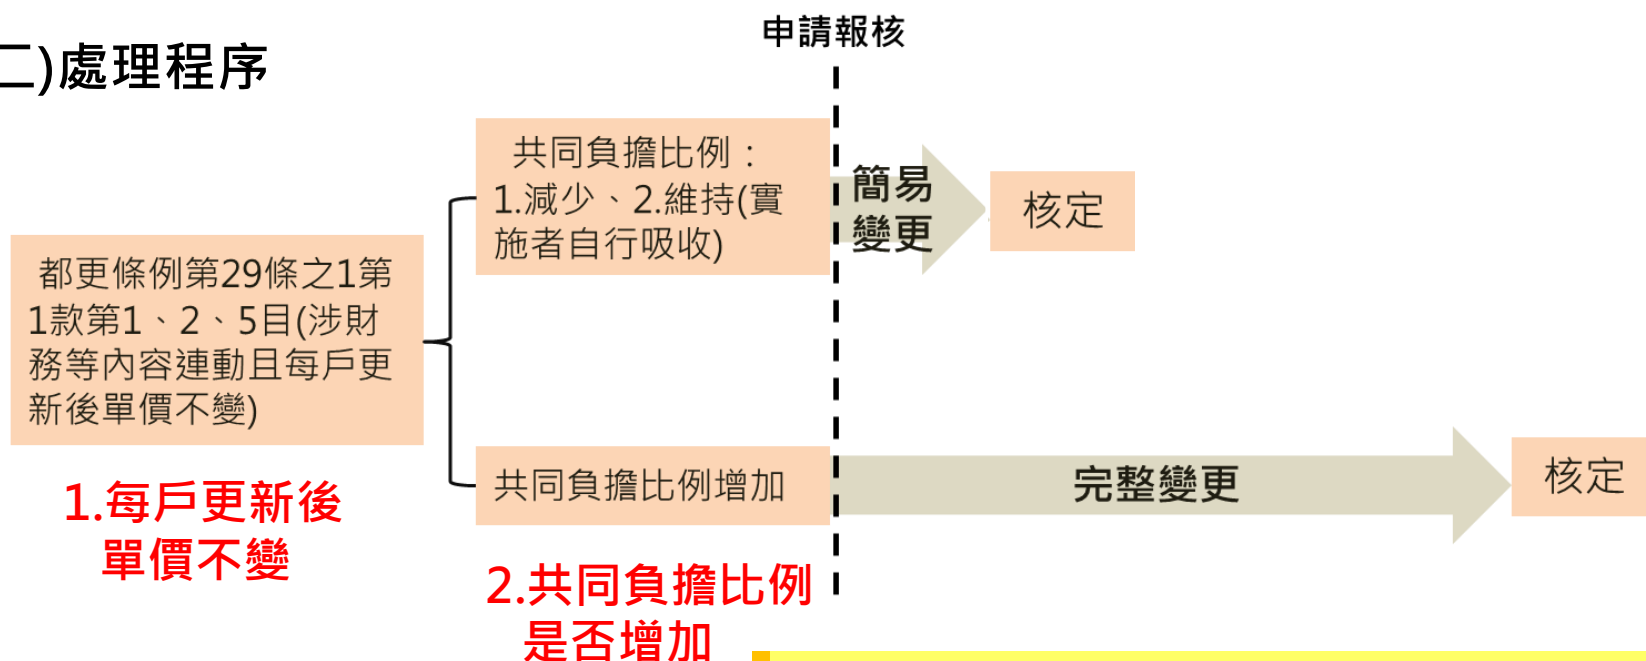 二)處理程序
申請報核
共同負擔比例：
1.減少、2.維持(實
施者自行吸收)
簡易
變更
核定
都更條例第29條之1第
1款第1、2、5目(涉財
務等內容連動且每戶更
新後單價不變)
共同負擔比例增加
完整變更
核定
1.每戶更新後
單價不變
2.共同負擔比例
是否增加